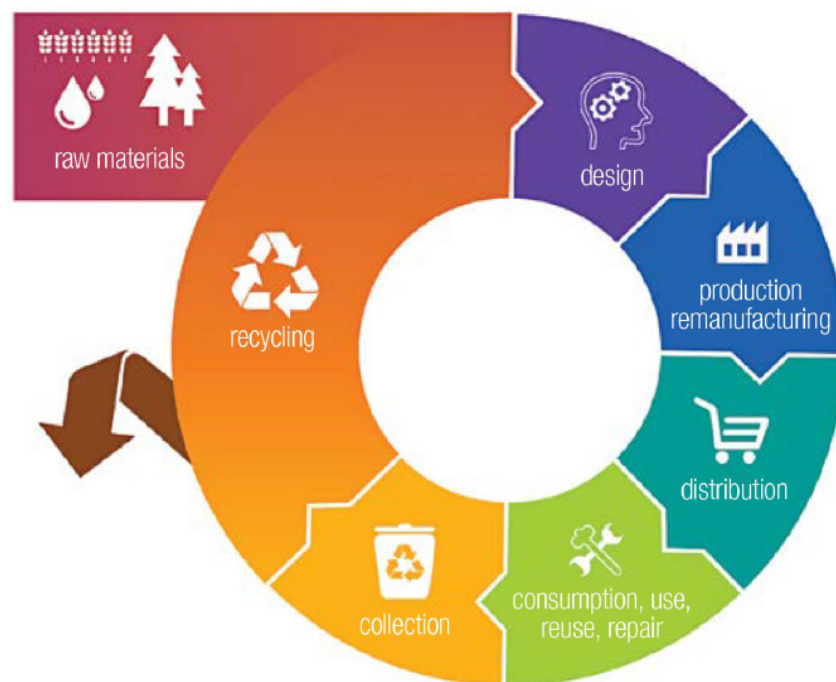 raw materials
design
production
remanufacturing
distribution
consumption, use,
reuse, repair
collection
recycling